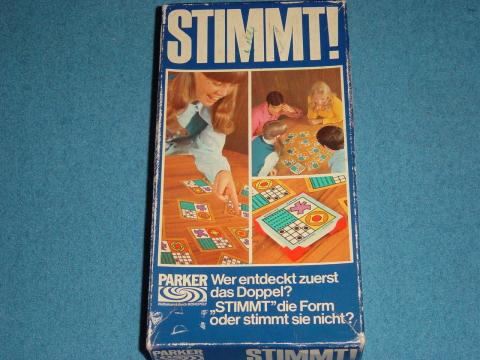 STIMMT!
PARKER
Wer entdeckt zuerst
das Doppel?
„STIMMT” die Form
oder stimmt sie nicht?
PARKER
STIMMT!